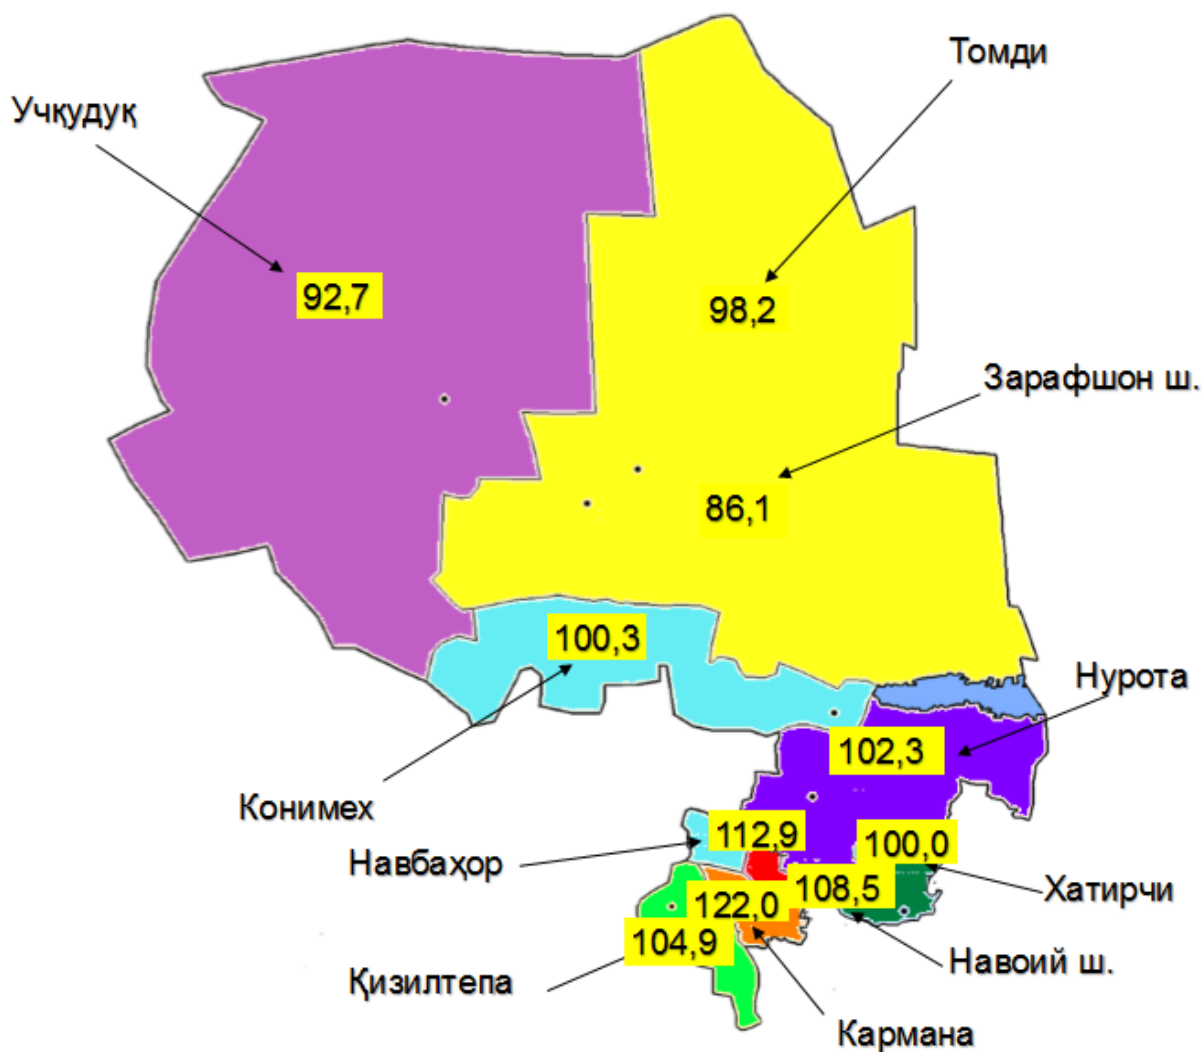 Томди
Учқудуқ
92,7
98,2
Зарафшон ш.
86,1
100,3
Нурота
102,3
Конимех
112,9
100,0
Навбаҳор
108,5
Хатирчи
122,0
104,9
Навоий ш.
Қизилтепа
Кармана